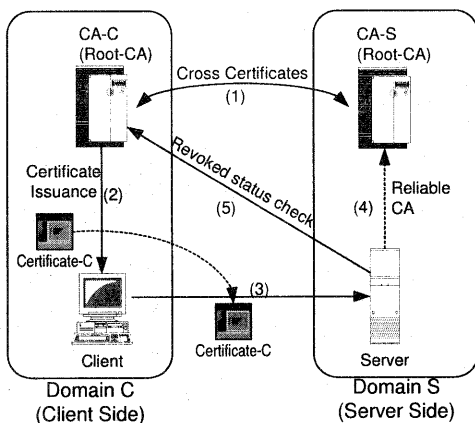 CA-C
(Root-CA)
CA-S
(Root-CA)
Cross Certificates
(1)
Certificate
Issuance
(2)
Revoked status check
(5)
(4)
Reliable
CA
Certificate-C
(3)
Certificate-C
Client
Server
Domain C
(Client Side)
Domain S
(Server Side)